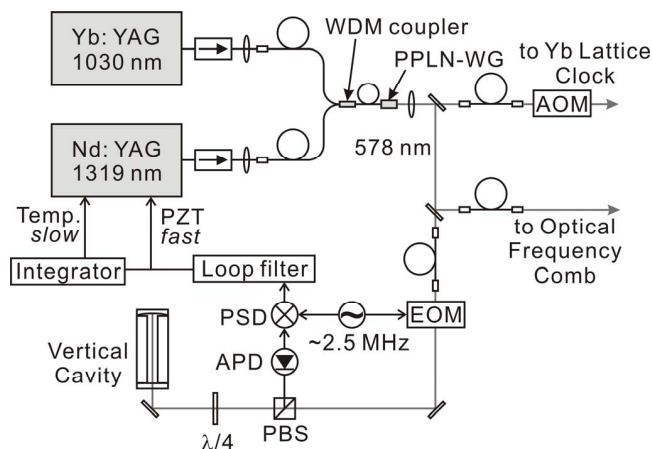 Yb: YAG
1030 nm
WDM coupler
PPLN-WG
to Yb Lattice
Clock
AOM
Nd: YAG
1319 nm
578 nm
Temp.
slow
PZT
fast
to Optical
Frequency
Comb
Integrator
Loop filter
PSD
EOM
~2.5 MHz
Vertical
Cavity
APD
λ/4
PBS